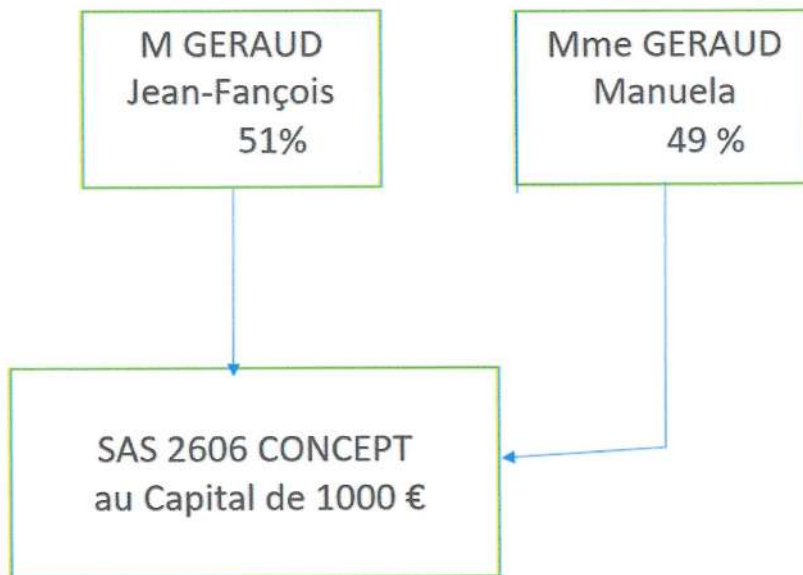 M GERAUD
Jean-Fançois
51%
Mme GERAUD
Manuela
49 %
SAS 2606 CONCEPT
au Capital de 1000 €